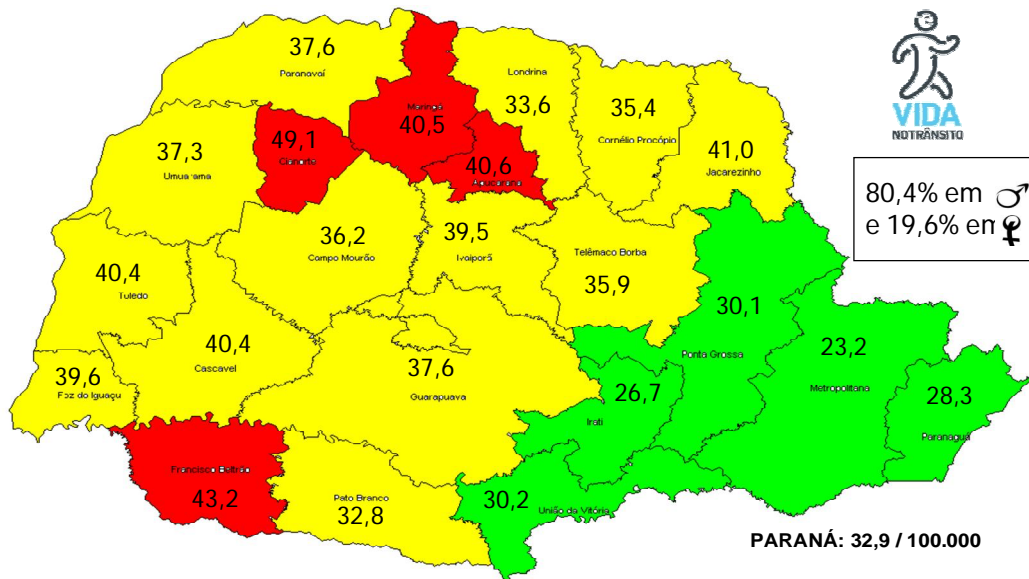 37,6
Paranavaí
Londrina
33,6
35,4
Cornélio Procópio
41,0
Jacarezinho
VIDA
NO TRÂNSITO
80,4% em ♂
e 19,6% em ♀
Maringá
40,5
49,1
Cianorte
40,6
Apucarana
37,3
Umuarama
36,2
Campo Mourão
39,5
Ivaiporã
Telêmaco Borba
35,9
40,4
Toledo
40,4
Cascavel
39,6
Foz do Iguaçu
37,6
Guarapuava
30,1
Ponta Grossa
23,2
Metropolitana
26,7
Irati
28,3
Paranaguá
Francisco Beltrão
43,2
Pato Branco
32,8
30,2
União da Vitória
PARANÁ: 32,9 / 100.000